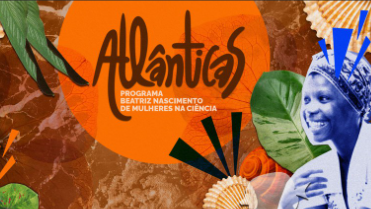 Atlânticas
PROGRAMA
BEATRIZ NASCIMENTO
DE MULHERES NA CIÊNCIA